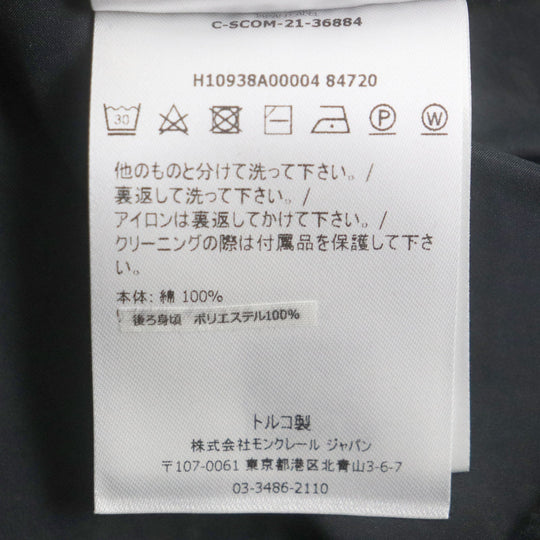 C-SCOM-21-36884
H10938A00004 84720
30
P
W
他のものと分けて洗って下さい。/
裏返して洗って下さい。/
アイロンは裏返してかけて下さい。/
クリーニングの際は付属品を保護して下さ
い。
本体: 綿 100%
後ろ身頃 ポリエステル100%
トルコ製
株式会社モンクレール ジャパン
〒107-0061 東京都港区北青山3-6-7
03-3486-2110